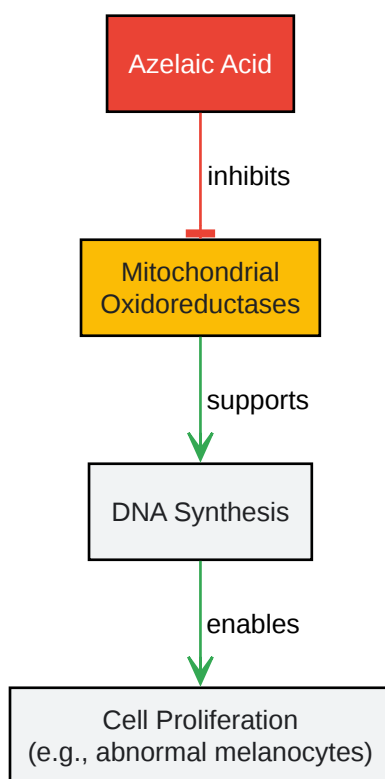 Azelaic Acid
inhibits
Mitochondrial
Oxidoreductases
supports
DNA Synthesis
enables
Cell Proliferation
(e.g., abnormal melanocytes)